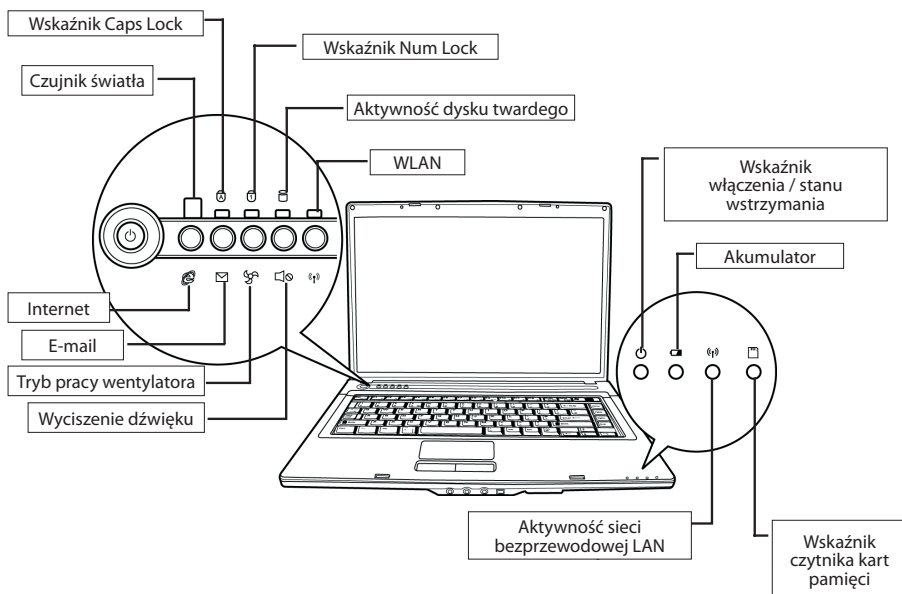 Wskaźnik Caps Lock
Wskaźnik Num Lock
Czujnik światła
Aktywność dysku twardego
WLAN
Wskaźnik
włączenia / stanu
wstrzymania
Akumulator
A
1
Internet
E-mail
Tryb pracy wentylatora
Wyciszenie dźwięku
Aktywność sieci
bezprzewodowej LAN
Wskaźnik
czytnika kart
pamięci